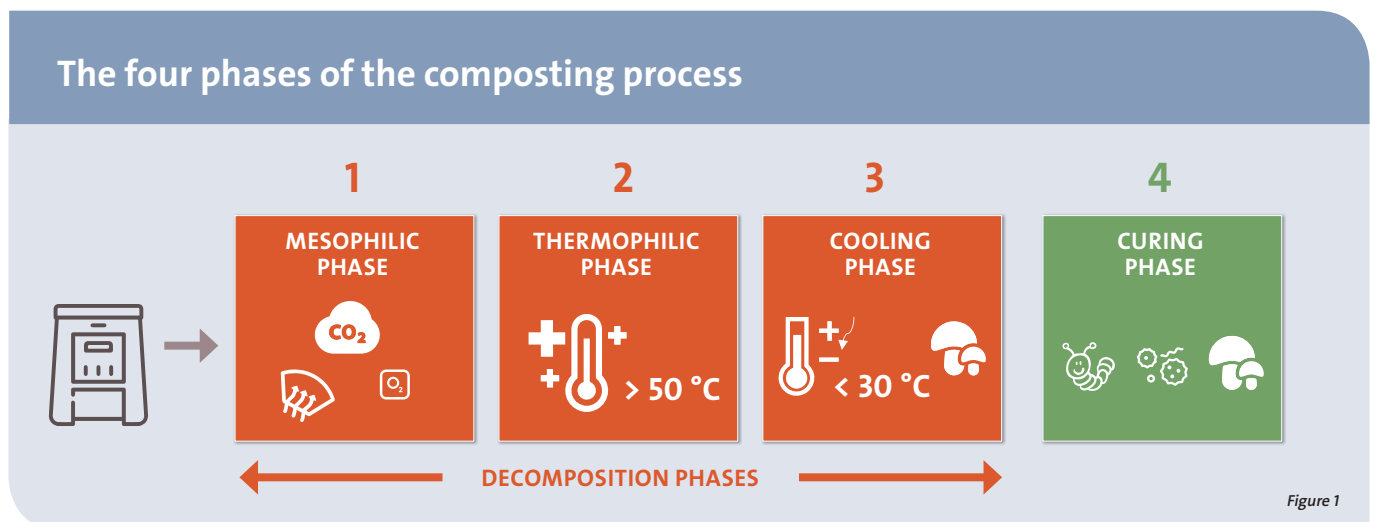 The four phases of the composting process
1
2
3
4
MESOPHILIC
PHASE
CO₂
O₂
THERMOPHILIC
PHASE
> 50 °C
COOLING
PHASE
< 30 °C
CURING
PHASE
DECOMPOSITION PHASES
Figure 1